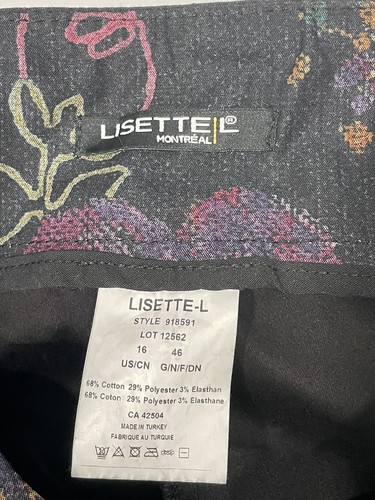 LISETTE L®
MONTRÉAL
LISETTE-L
STYLE 918591
LOT 12562
16 46
US/CN G/N/F/DN
68% Cotton 29% Polyester 3% Elasthan
68% Coton 29% Polyester 3% Elasthane
CA 42504
MADE IN TURKEY
FABRIQUE AU TURQUIE